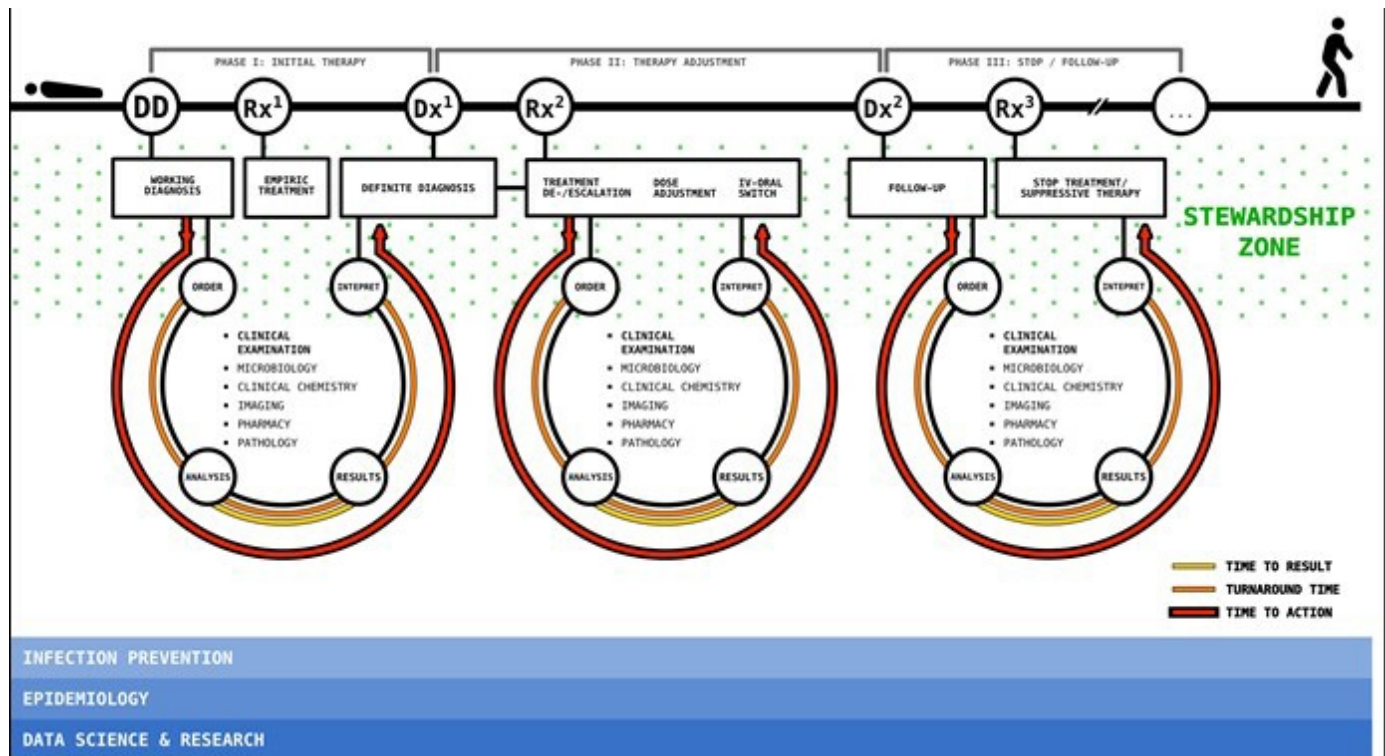 PHASE I: INITIAL THERAPY
PHASE II: THERAPY ADJUSTMENT
PHASE III: STOP / FOLLOW-UP
DD
Rx¹
Dx¹
Rx²
Dx²
Rx³
...
WORKING
DIAGNOSIS
EMPIRIC
TREATMENT
DEFINITE DIAGNOSIS
TREATMENT
DE-/ESCALATION
DOSE
ADJUSTMENT
IV-ORAL
SWITCH
FOLLOW-UP
STOP TREATMENT/
SUPPRESSIVE THERAPY
STEWARDSHIP
ZONE
ORDER
INTEPRET
• CLINICAL
EXAMINATION
• MICROBIOLOGY
• CLINICAL CHEMISTRY
• IMAGING
• PHARMACY
• PATHOLOGY
ANALYSIS
RESULTS
ORDER
INTEPRET
• CLINICAL
EXAMINATION
• MICROBIOLOGY
• CLINICAL CHEMISTRY
• IMAGING
• PHARMACY
• PATHOLOGY
ANALYSIS
RESULTS
ORDER
INTEPRET
• CLINICAL
EXAMINATION
• MICROBIOLOGY
• CLINICAL CHEMISTRY
• IMAGING
• PHARMACY
• PATHOLOGY
ANALYSIS
RESULTS
TIME TO RESULT
TURNAROUND TIME
TIME TO ACTION
INFECTION PREVENTION
EPIDEMIOLOGY
DATA SCIENCE & RESEARCH